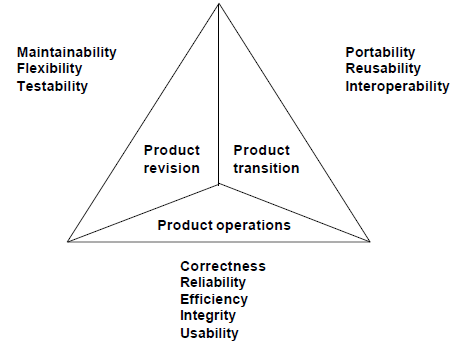 Maintainability
Flexibility
Testability
Portability
Reusability
Interoperability
Product
revision
Product
transition
Product operations
Correctness
Reliability
Efficiency
Integrity
Usability